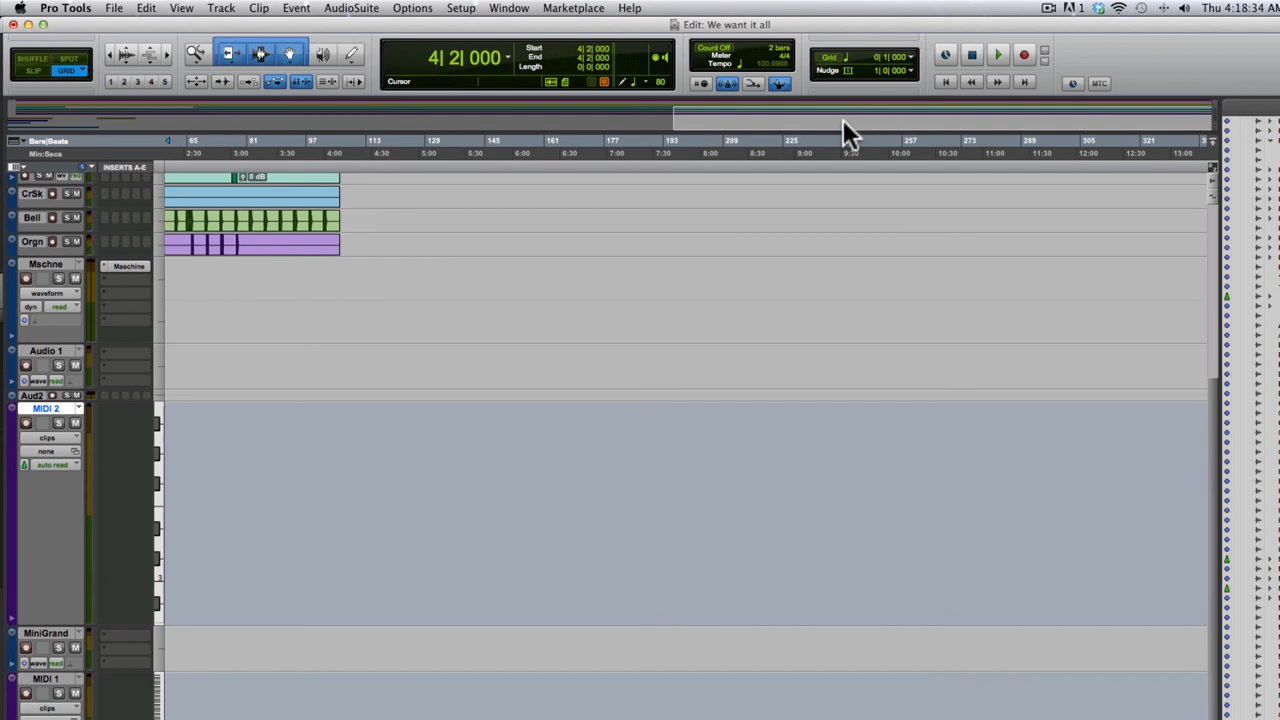 Pro Tools File Edit View Track Clip Event AudioSuite Options Setup Window Marketplace Help 1 Thu 4:18:34
Edit: We want it all
SHUFFLE SPOT
SLIP GRID
1 2 3 4 5
4| 2| 000
Start 4| 2| 000
End 4| 2| 000
Length 0| 0| 000
Cursor 80
Count Off 2 bars
Meter 4/4
Tempo 100.9998
Grid 0| 1| 000
Nudge 1| 0| 000
MTC
Bars|Beats 65 81 97 113 129 145 161 177 193 209 225 257 273 289 305 321
Min:Secs 2:30 3:00 3:30 4:00 4:30 5:00 5:30 6:00 6:30 7:00 7:30 8:00 8:30 9:00 9:30 10:00 10:30 11:00 11:30 12:00 12:30 13:00
INSERTS A-E
S M
0 dB
CrSk S M
Bell S M
Orgn S M
Mschne Maschine
S M
waveform
dyn read
Audio 1
S M
wave read
Aud2 S M
MIDI 2
S M
clips
none
auto read
3
MiniGrand
S M
wave read
MIDI 1
S M
clips